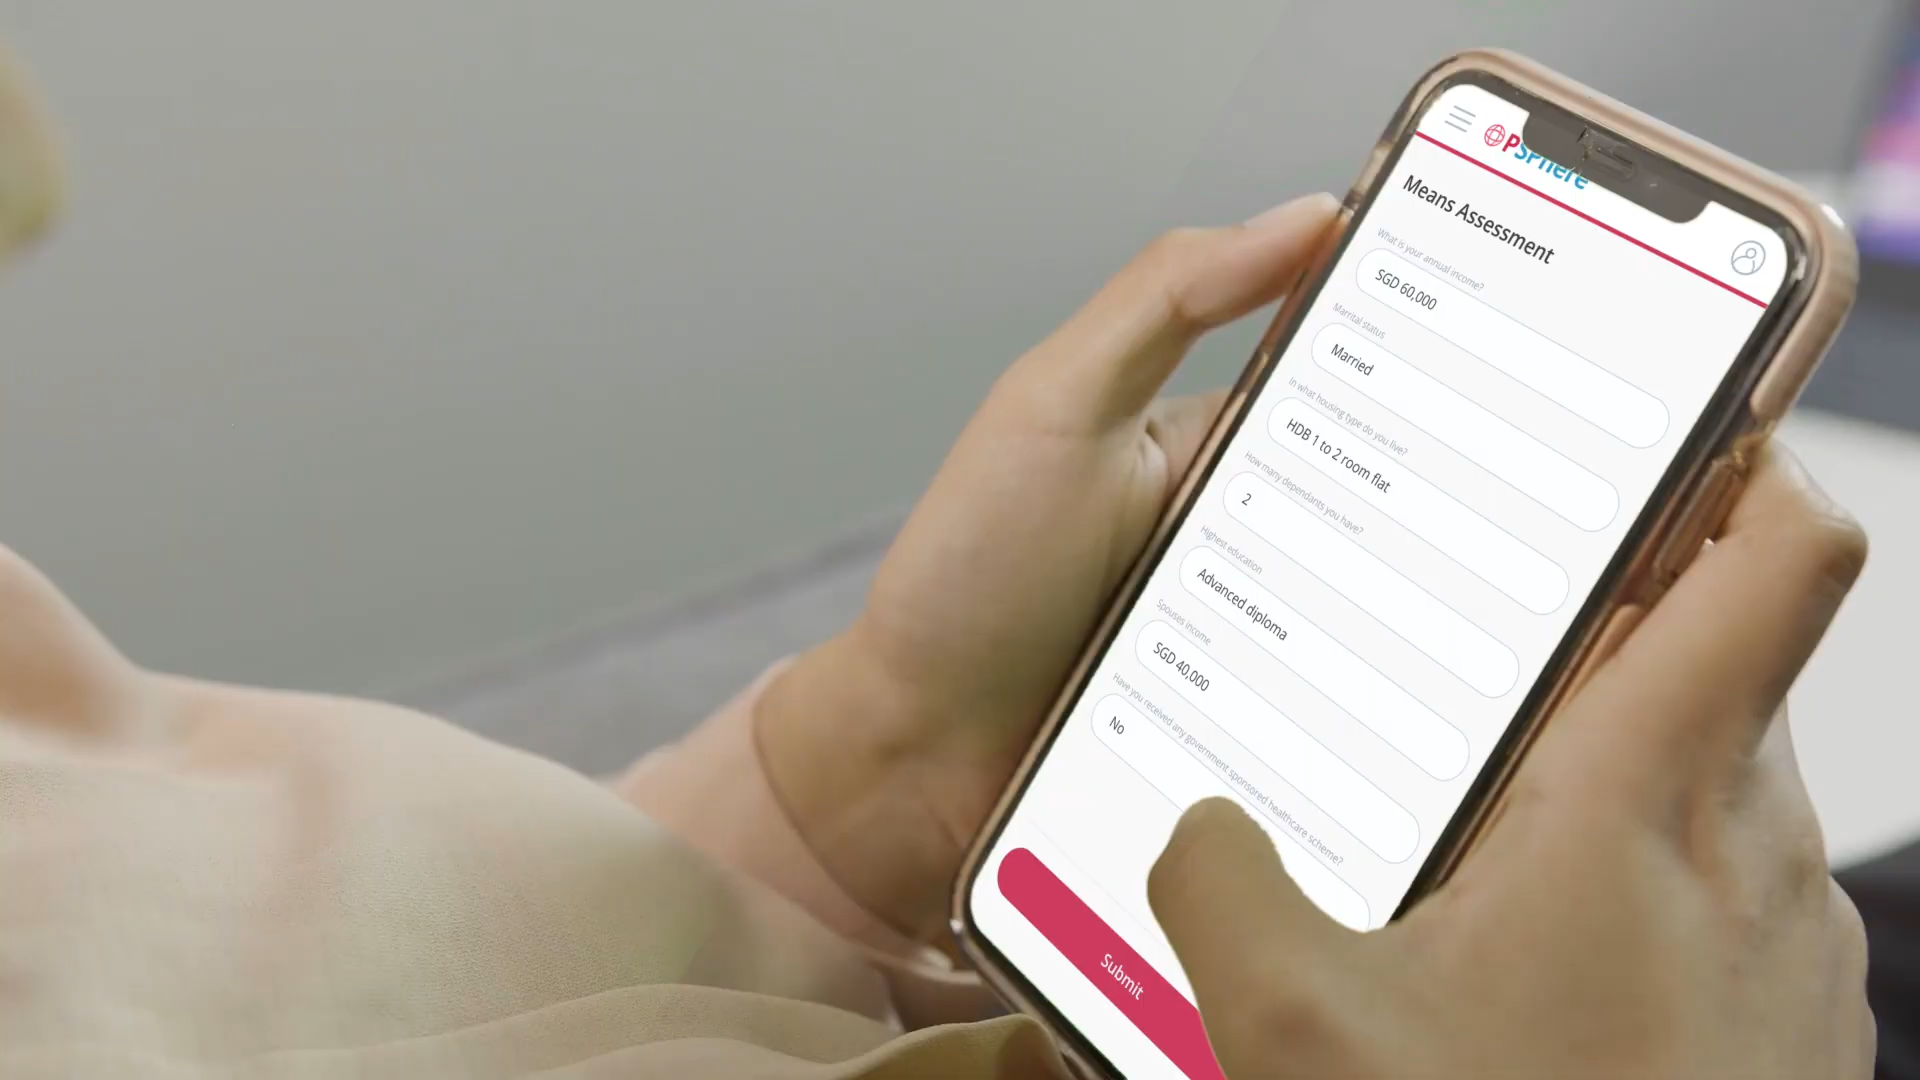 PSphere
Means Assessment
What is your annual income?
SGD 60,000
Marrital status
Married
In what housing type do you live?
HDB 1 to 2 room flat
How many dependants you have?
2
Highest education
Advanced diploma
Spouses income
SGD 40,000
Have you received any government sponsored healthcare scheme?
No
Submit